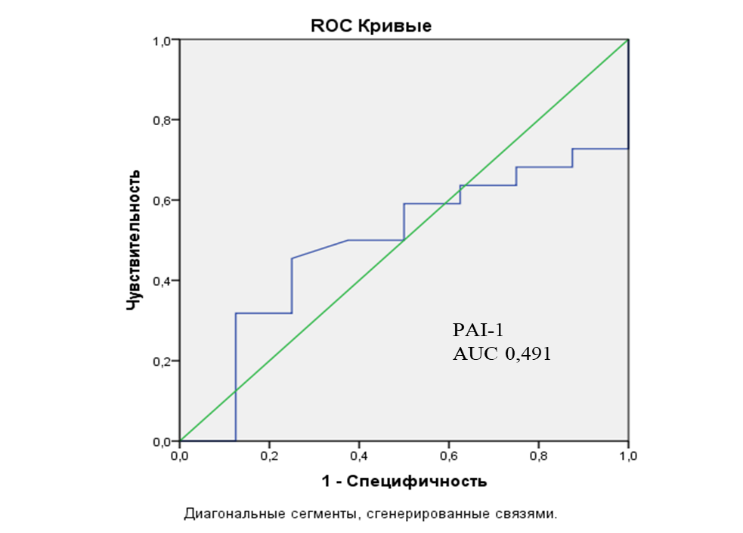 ROC Кривые
Чувствительность
1,0
0,8
0,6
0,4
0,2
0,0
PAI-1
AUC 0,491
0,0 0,2 0,4 0,6 0,8 1,0
1 - Специфичность
Диагональные сегменты, сгенерированные связями.